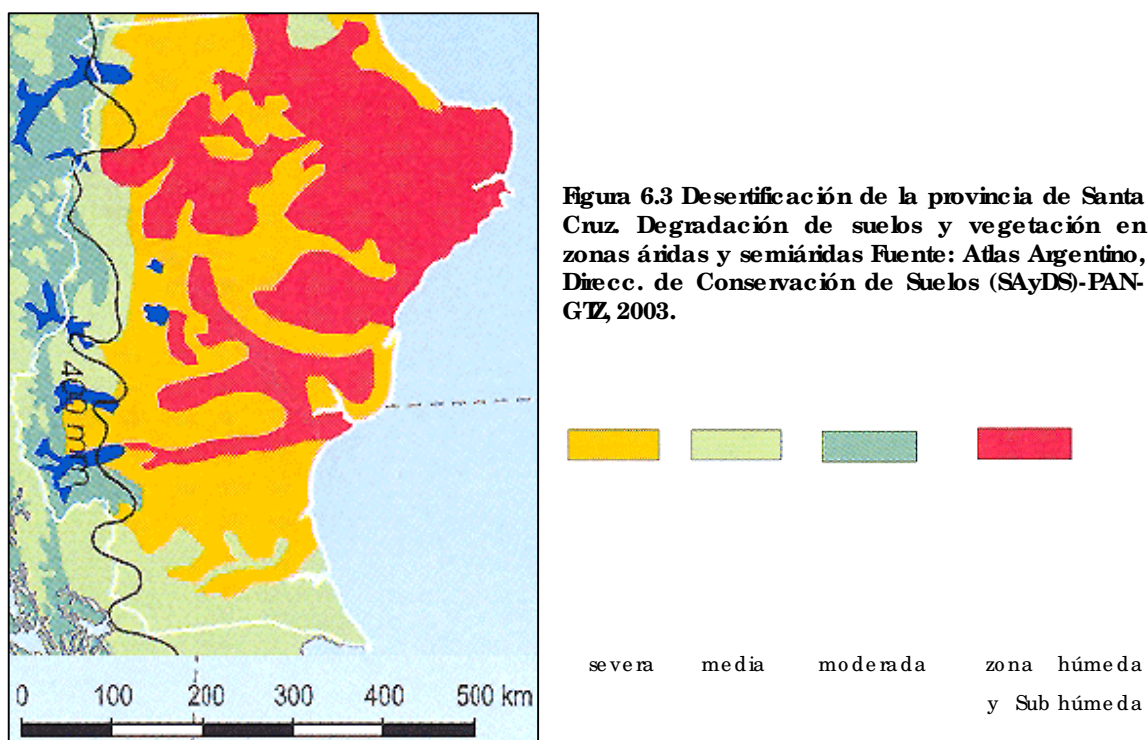 400 mm
0 100 200 300 400 500 km
Figura 6.3 Desertificación de la provincia de Santa
Cruz. Degradación de suelos y vegetación en
zonas áridas y semiáridas Fuente: Atlas Argentino,
Direcc. de Conservación de Suelos (SAyDS)-PAN-
GTZ, 2003.
severa media moderada zona húmeda
y Sub húmeda